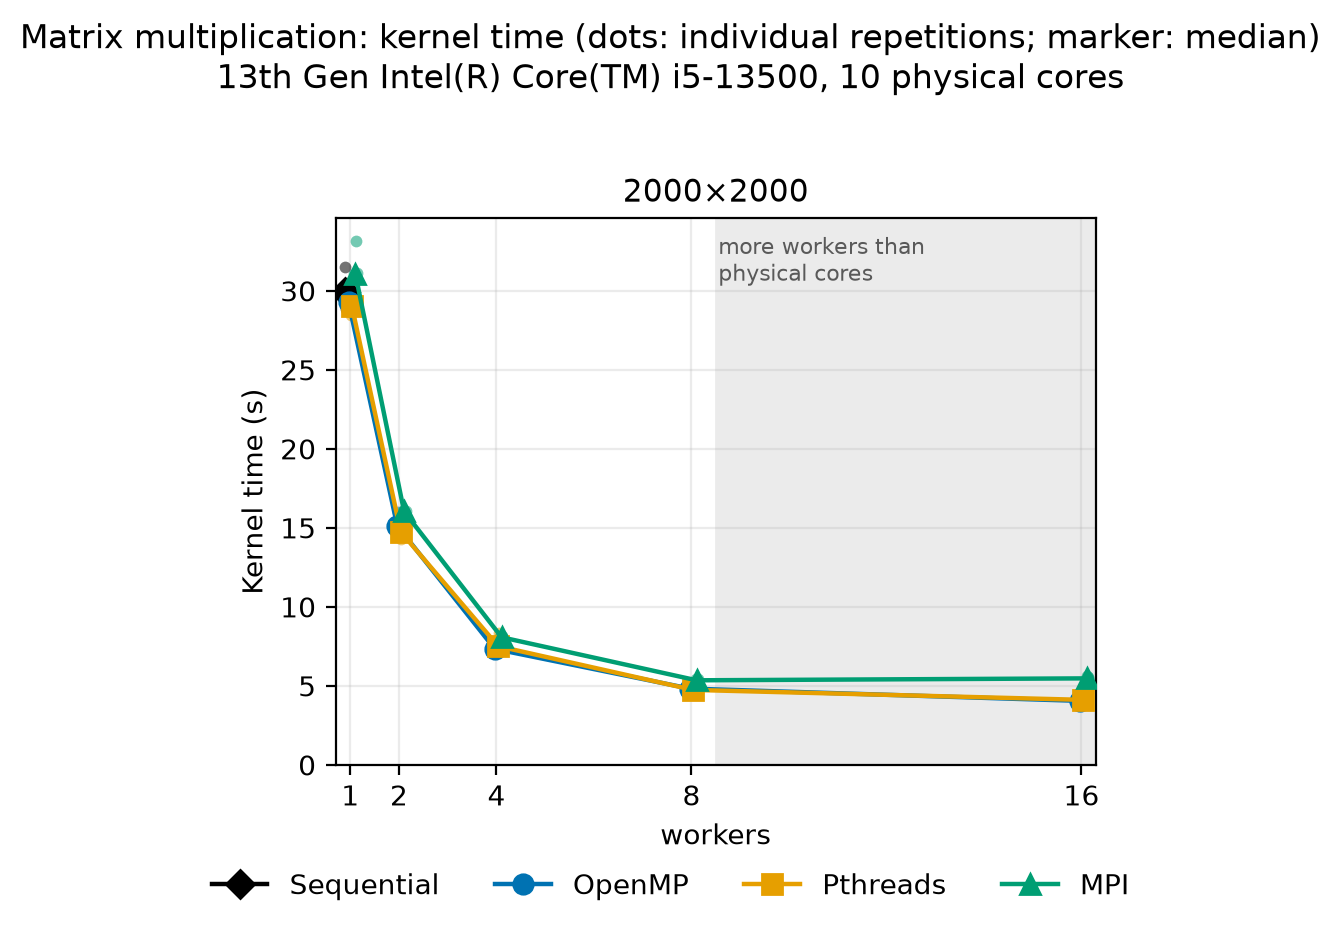 Matrix multiplication: kernel time (dots: individual repetitions; marker: median)
13th Gen Intel(R) Core(TM) i5-13500, 10 physical cores
2000×2000
more workers than
physical cores
30
25
20
15
10
5
0
Kernel time (s)
1 2 4 8 16
workers
Sequential OpenMP Pthreads MPI